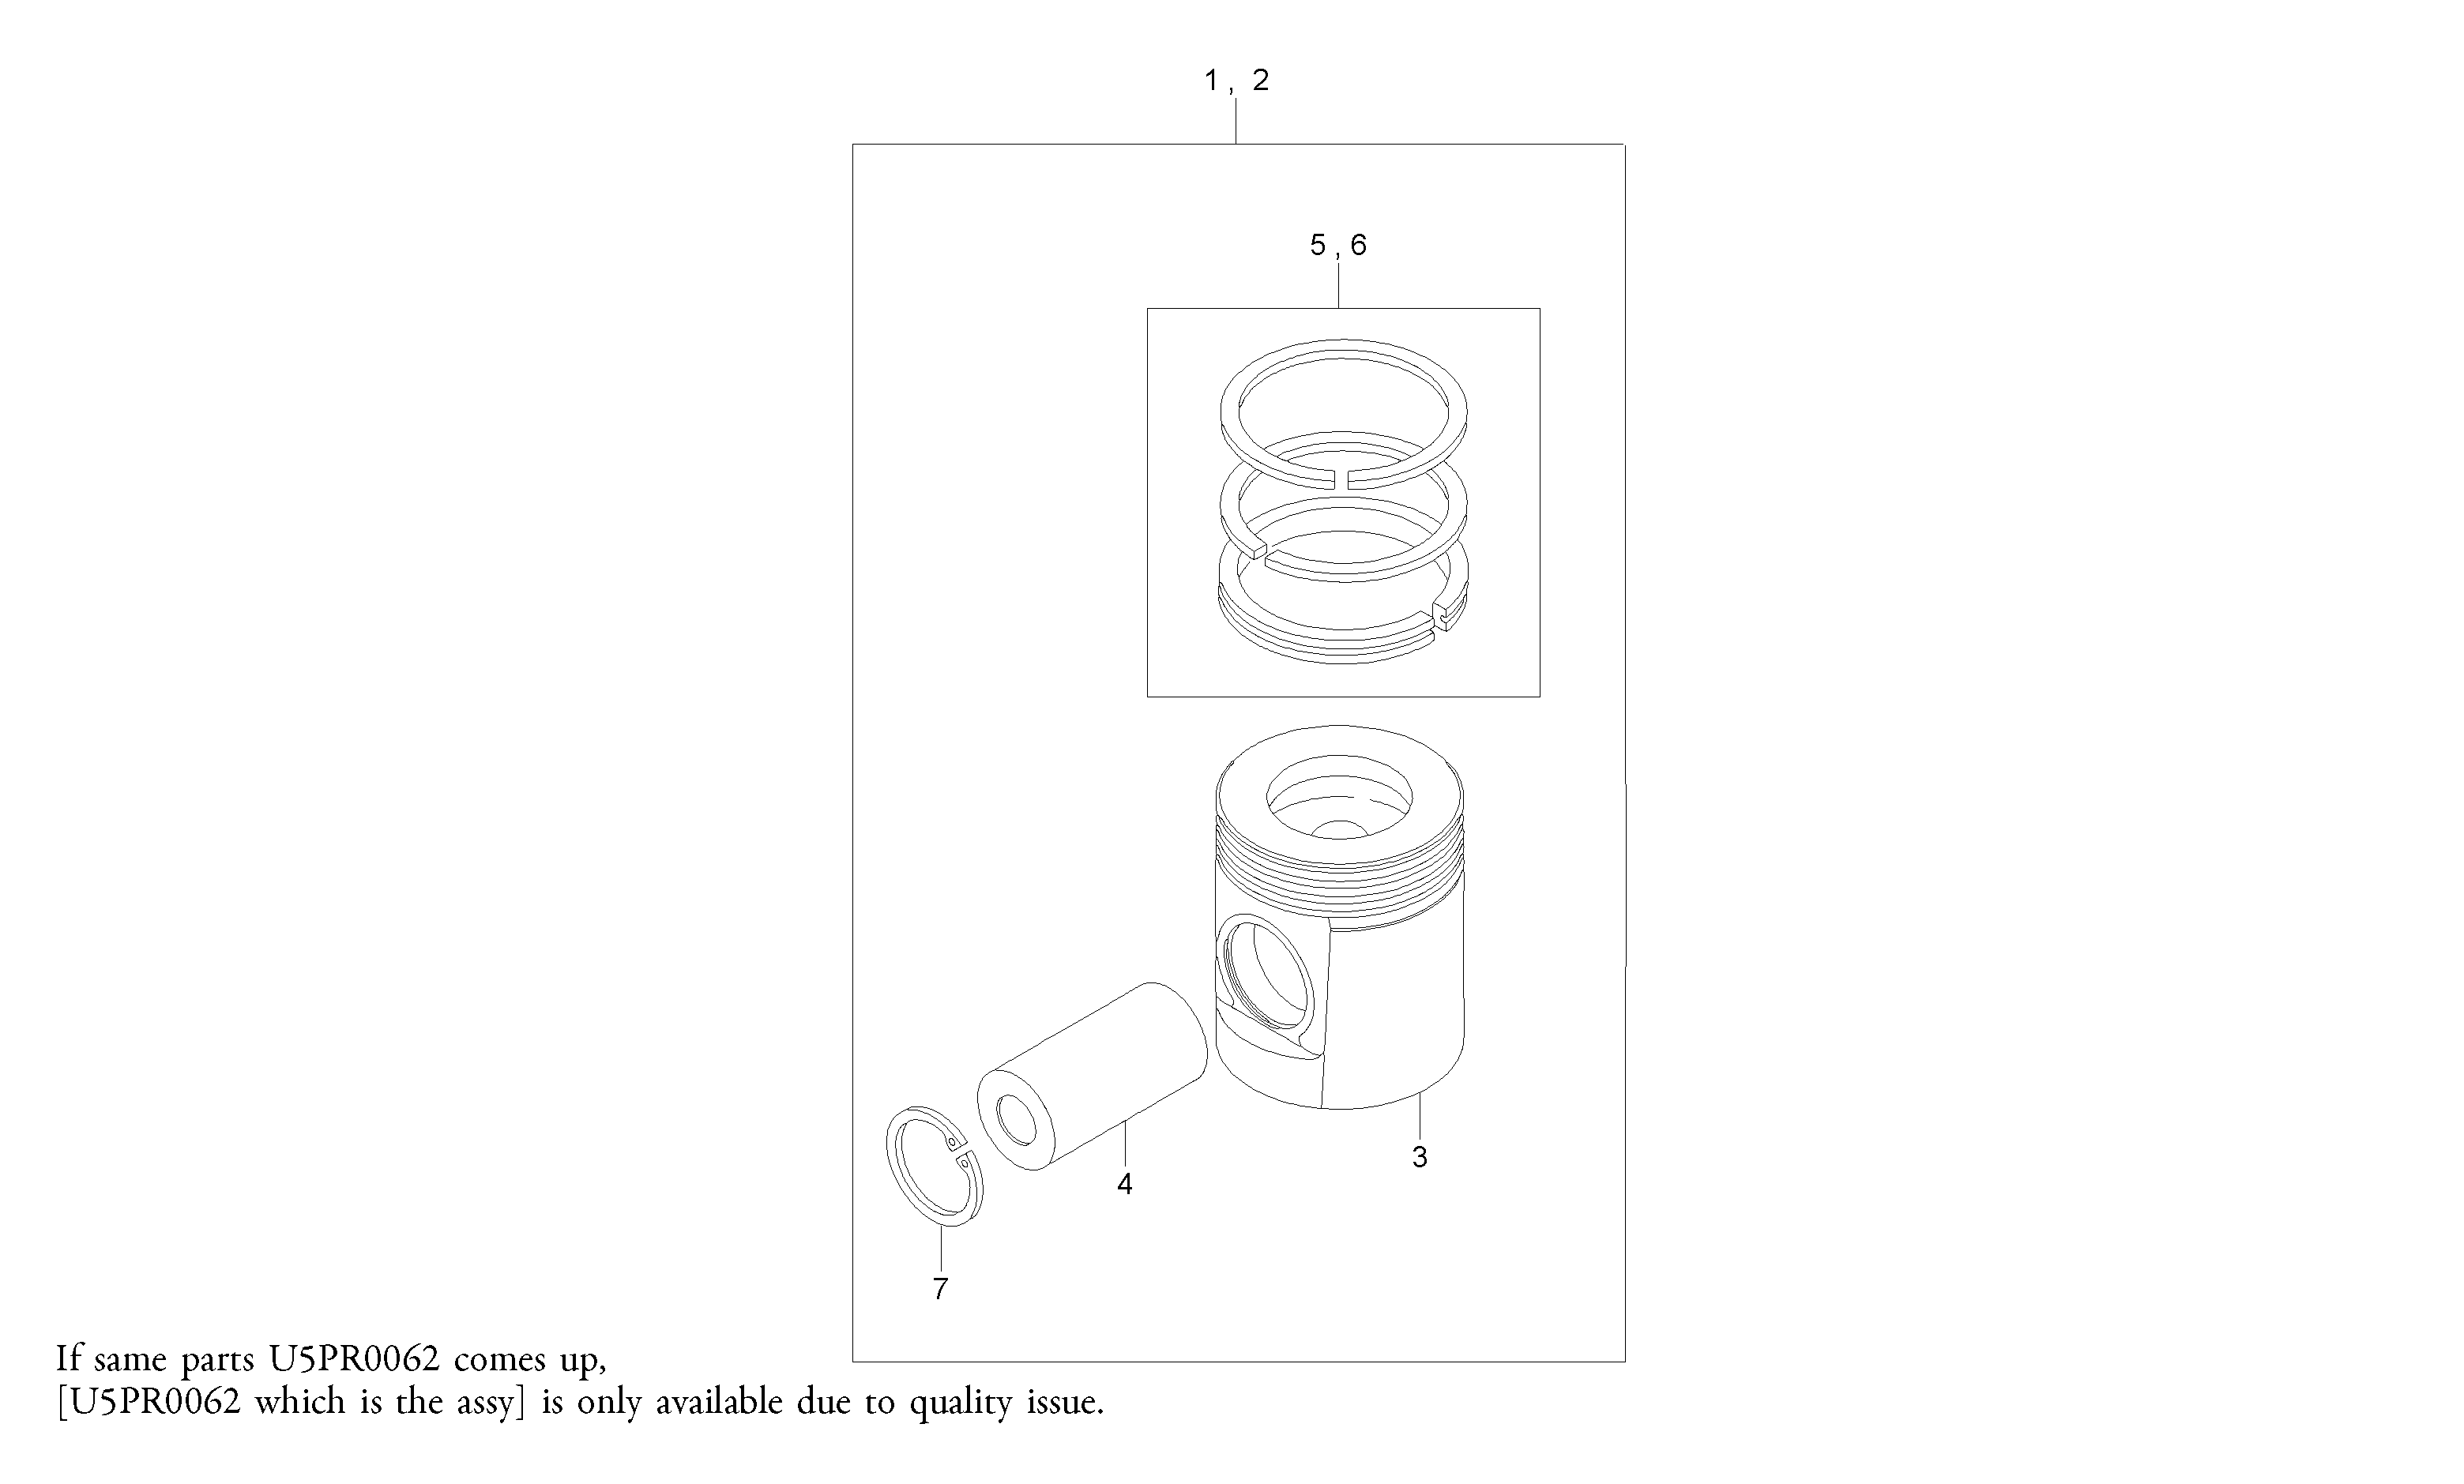 1, 2
5, 6
3
4
7
If same parts U5PR0062 comes up,
[U5PR0062 which is the assy] is only available due to quality issue.